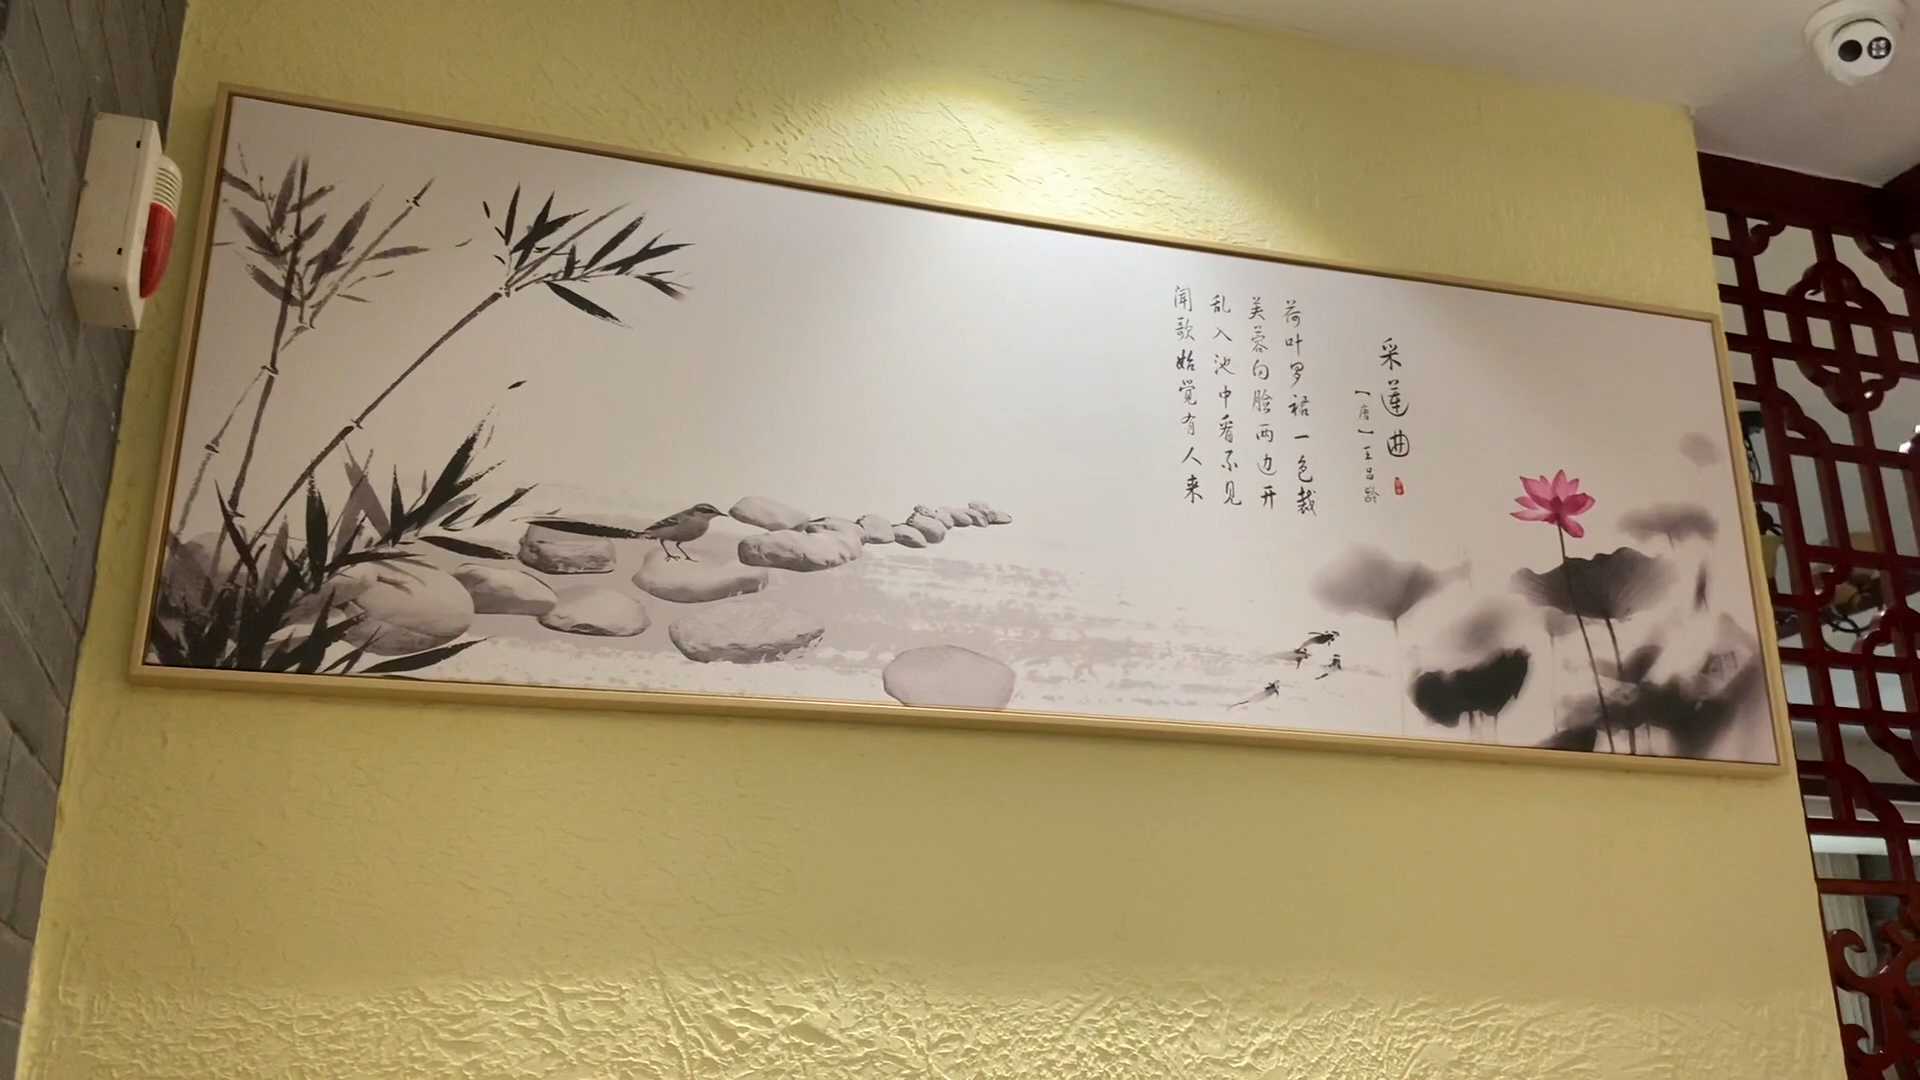 采莲曲
【唐】王昌龄
荷叶罗裙一色裁
芙蓉向脸两边开
乱入池中看不见
闻歌始觉有人来